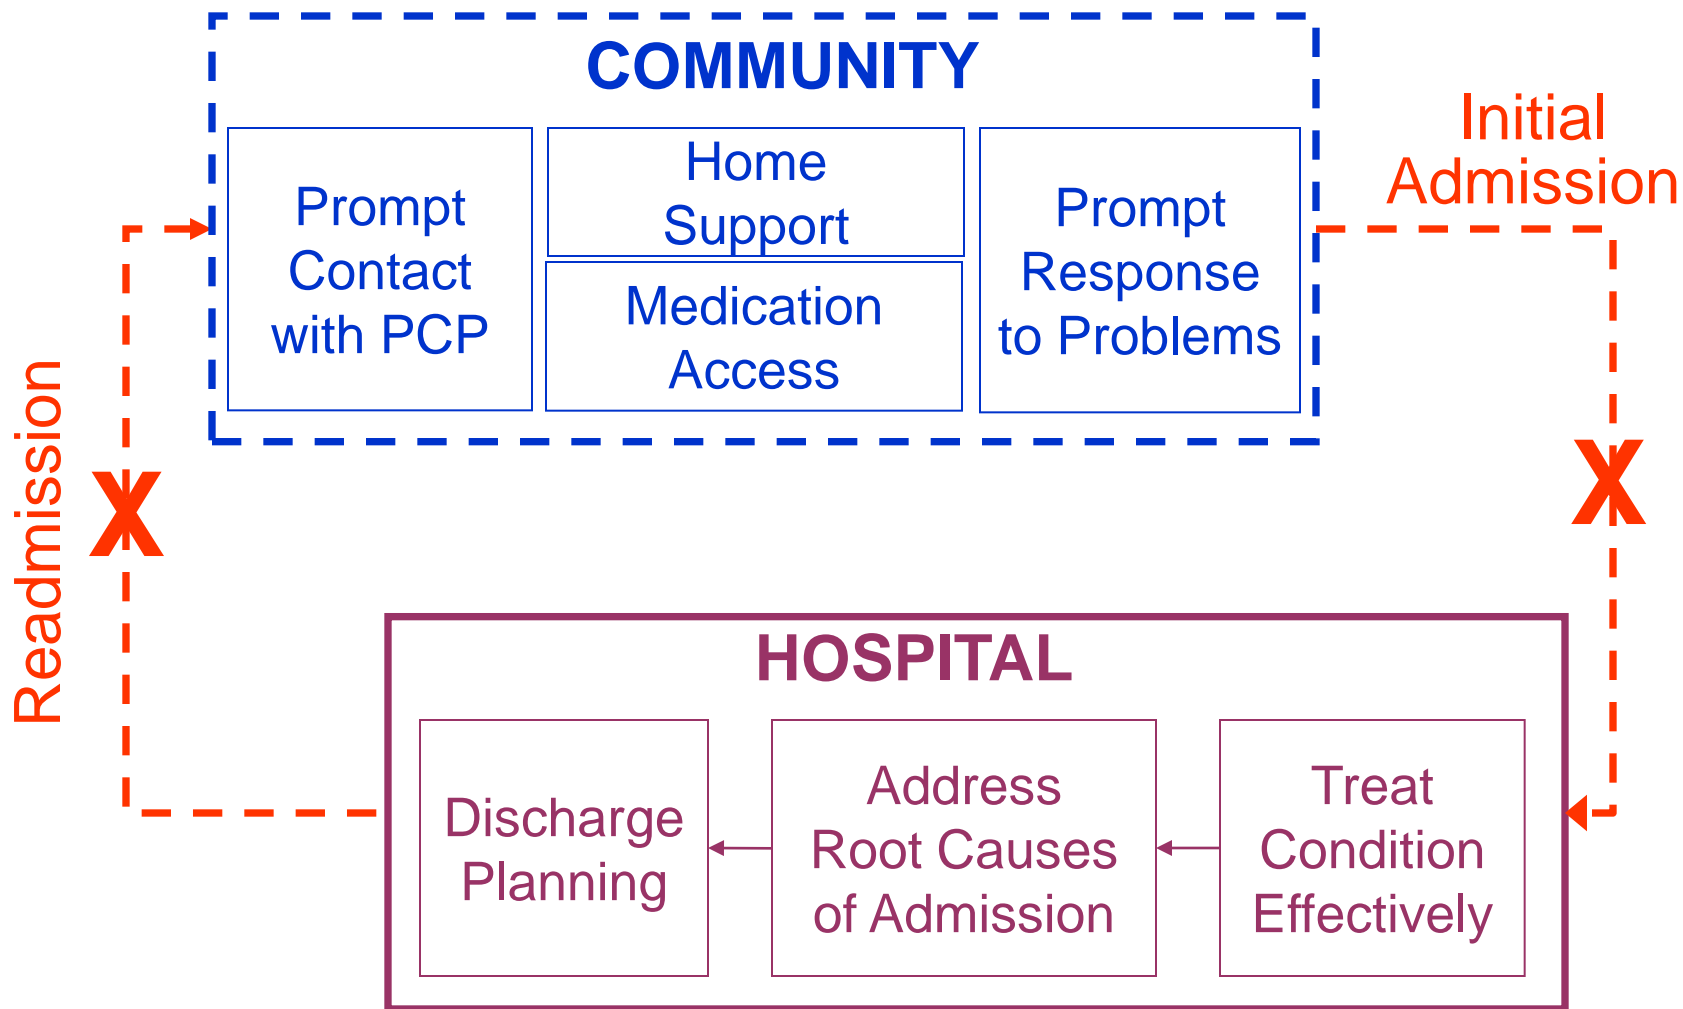 COMMUNITY
Initial
Admission
Prompt
Contact
with PCP
Home
Support
Medication
Access
Prompt
Response
to Problems
Readmission
X
X
HOSPITAL
Discharge
Planning
Address
Root Causes
of Admission
Treat
Condition
Effectively